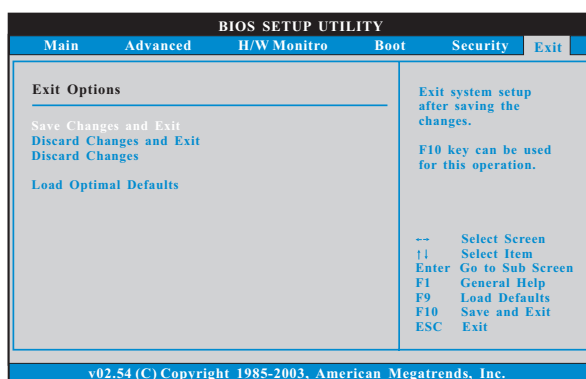 BIOS SETUP UTILITY
Main Advanced H/W Monitro Boot Security Exit
Exit Options
Save Changes and Exit
Discard Changes and Exit
Discard Changes
Load Optimal Defaults
Exit system setup
after saving the
changes.
F10 key can be used
for this operation.
←→ Select Screen
↑↓ Select Item
Enter Go to Sub Screen
F1 General Help
F9 Load Defaults
F10 Save and Exit
ESC Exit
v02.54 (C) Copyright 1985-2003, American Megatrends, Inc.